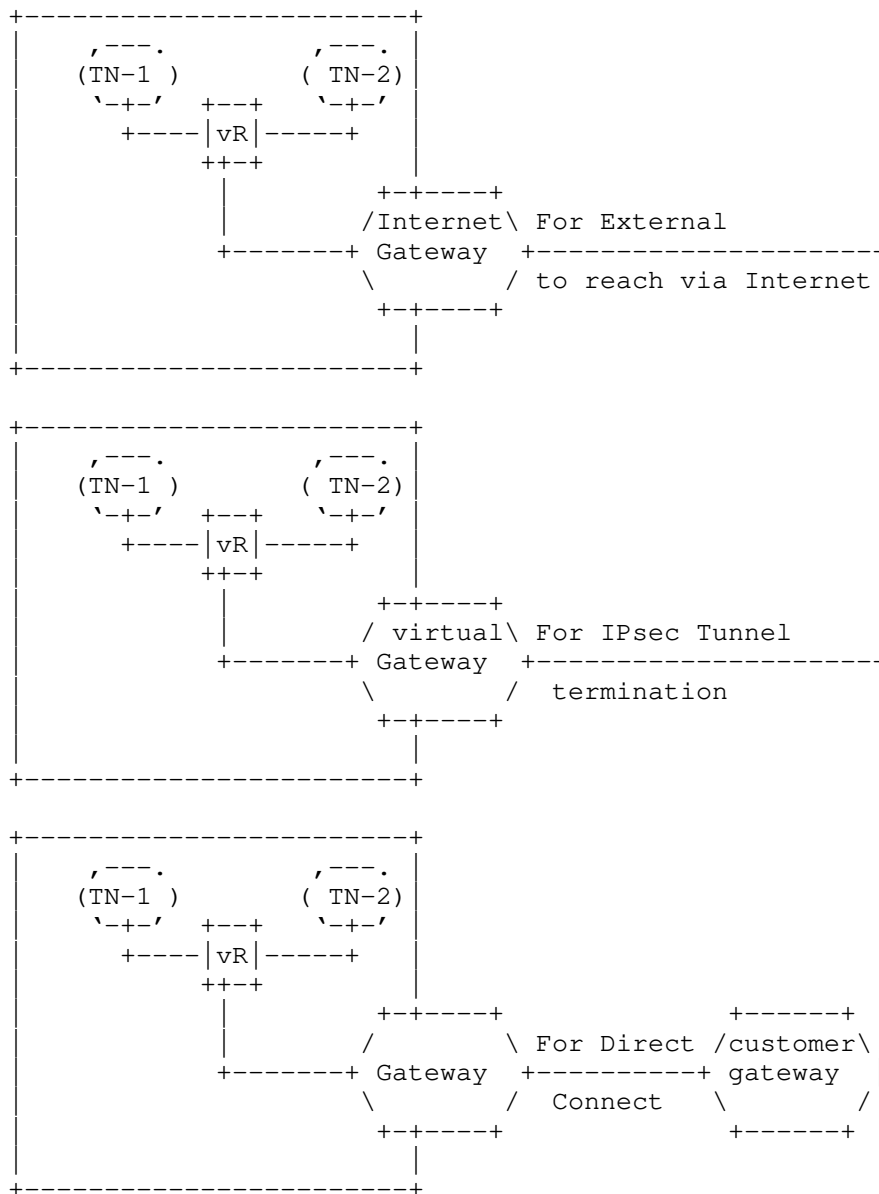 TN-1 TN-2
vR
Internet For External
Gateway
to reach via Internet
TN-1 TN-2
vR
virtual For IPsec Tunnel
Gateway
termination
TN-1 TN-2
vR
For Direct customer
Gateway gateway
Connect